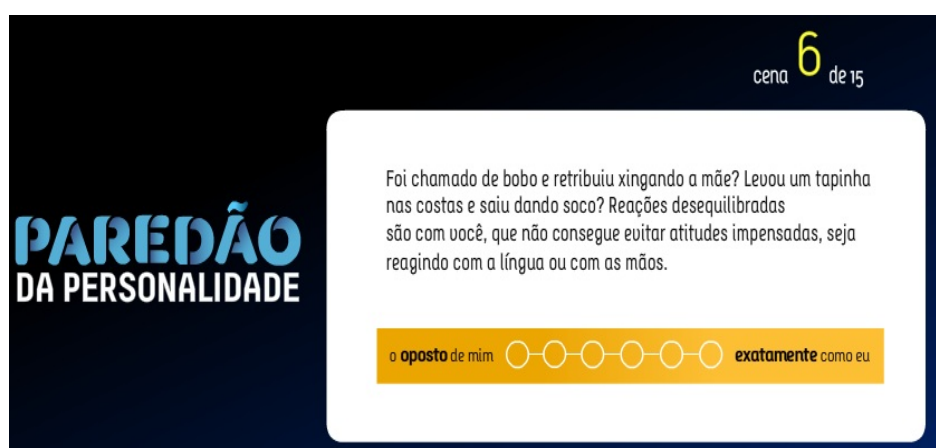 cena 6 de 15
Foi chamado de bobo e retribuiu xingando a mãe? Levou um tapinha
nas costas e saiu dando soco? Reações desequilibradas
são com você, que não consegue evitar atitudes impensadas, seja
reagindo com a língua ou com as mãos.
PAREDÃO
DA PERSONALIDADE
o oposto de mim exatamente como eu